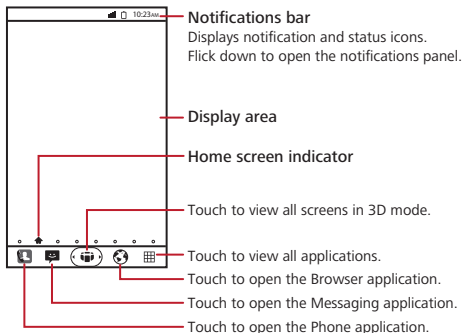 10:23AM
Notifications bar
Displays notification and status icons.
Flick down to open the notifications panel.
Display area
Home screen indicator
Touch to view all screens in 3D mode.
Touch to view all applications.
Touch to open the Browser application.
Touch to open the Messaging application.
Touch to open the Phone application.